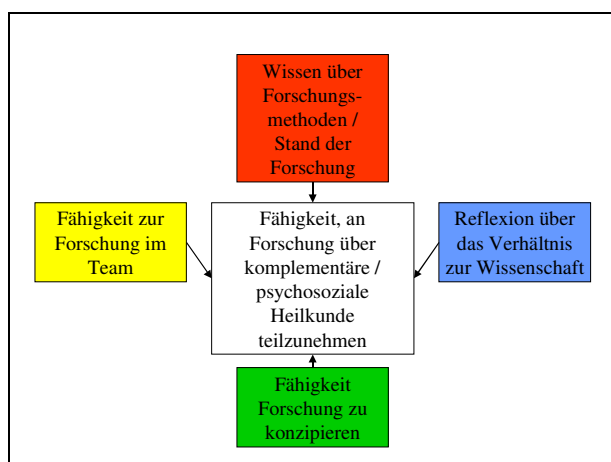 Wissen über
Forschungs-
methoden /
Stand der
Forschung
Fähigkeit zur
Forschung im
Team
Fähigkeit, an
Forschung über
komplementäre /
psychosoziale
Heilkunde
teilzunehmen
Reflexion über
das Verhältnis
zur Wissenschaft
Fähigkeit
Forschung zu
konzipieren